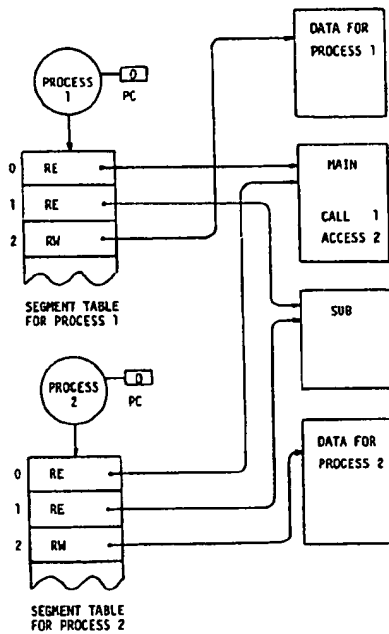 DATA FOR
PROCESS 1
PROCESS
1
0
PC
0 RE
1 RE
2 RW
MAIN
CALL 1
ACCESS 2
SEGMENT TABLE
FOR PROCESS 1
SUB
PROCESS
2
0
PC
DATA FOR
PROCESS 2
0 RE
1 RE
2 RW
SEGMENT TABLE
FOR PROCESS 2